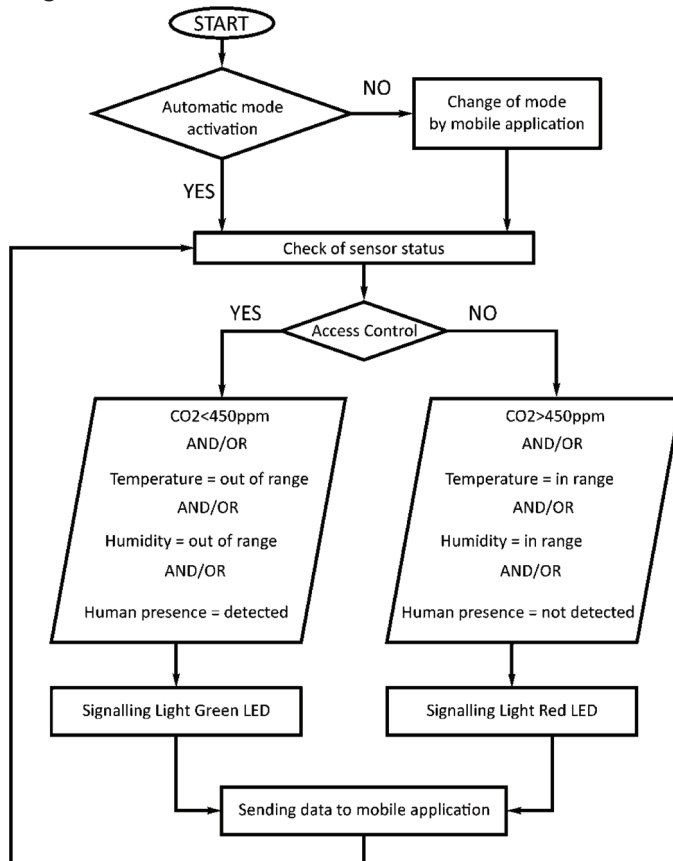 START
Automatic mode
activation
NO
Change of mode
by mobile application
YES
Check of sensor status
YES
Access Control
NO
CO2<450ppm
AND/OR
Temperature = out of range
AND/OR
Humidity = out of range
AND/OR
Human presence = detected
CO2>450ppm
AND/OR
Temperature = in range
AND/OR
Humidity = in range
AND/OR
Human presence = not detected
Signalling Light Green LED
Signalling Light Red LED
Sending data to mobile application